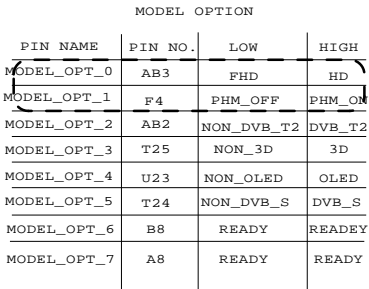 MODEL OPTION
PIN NAME PIN NO. LOW HIGH
MODEL_OPT_0 AB3 FHD HD
MODEL_OPT_1 F4 PHM_OFF PHM_ON
MODEL_OPT_2 AB2 NON_DVB_T2 DVB_T2
MODEL_OPT_3 T25 NON_3D 3D
MODEL_OPT_4 U23 NON_OLED OLED
MODEL_OPT_5 T24 NON_DVB_S DVB_S
MODEL_OPT_6 B8 READY READEY
MODEL_OPT_7 A8 READY READY